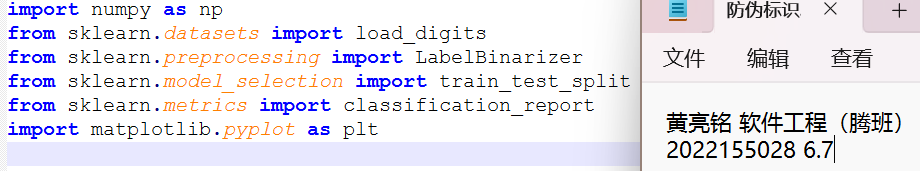 import numpy as np
from sklearn.datasets import load_digits
from sklearn.preprocessing import LabelBinarizer
from sklearn.model_selection import train_test_split
from sklearn.metrics import classification_report
import matplotlib.pyplot as plt
防伪标识
文件 编辑 查看
黄亮铭 软件工程（腾班）
2022155028 6.7